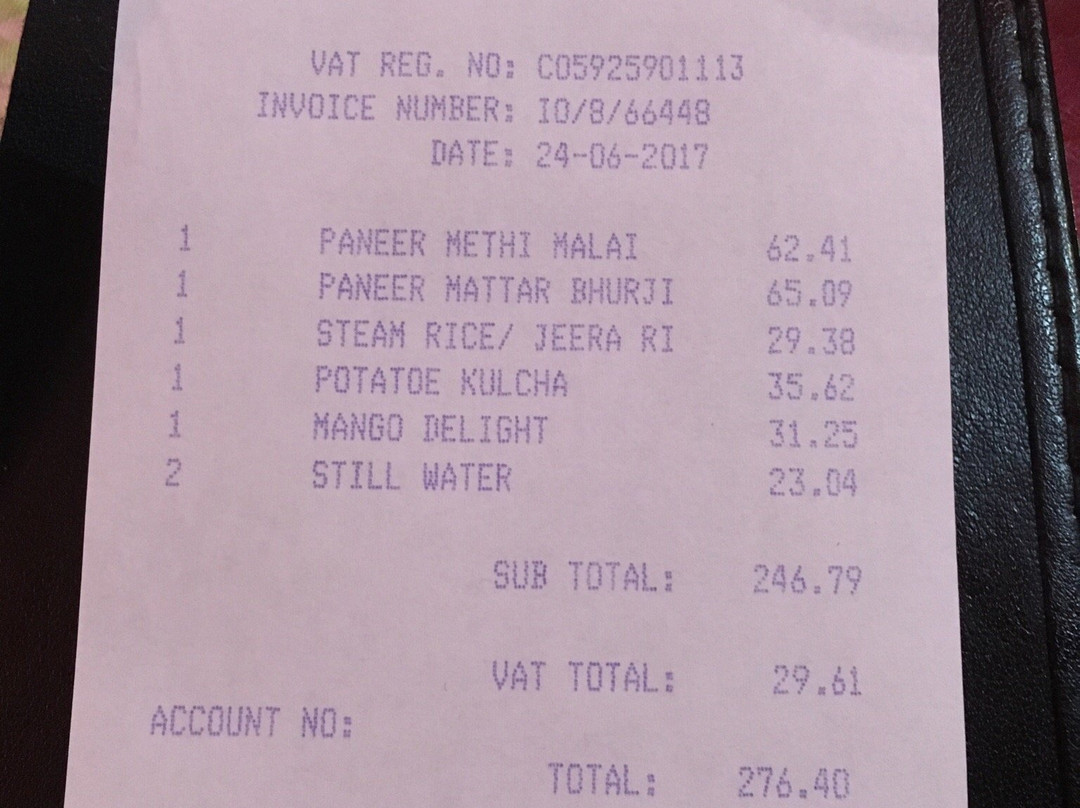 VAT REG. NO: C05925901113
INVOICE NUMBER: IO/8/66448
DATE: 24-06-2017
1 PANEER METHI MALAI 62.41
1 PANEER MATTAR BHURJI 65.09
1 STEAM RICE/ JEERA RI 29.38
1 POTATOE KULCHA 35.62
1 MANGO DELIGHT 31.25
2 STILL WATER 23.04
SUB TOTAL: 246.79
VAT TOTAL: 29.61
ACCOUNT NO:
TOTAL: 276.40